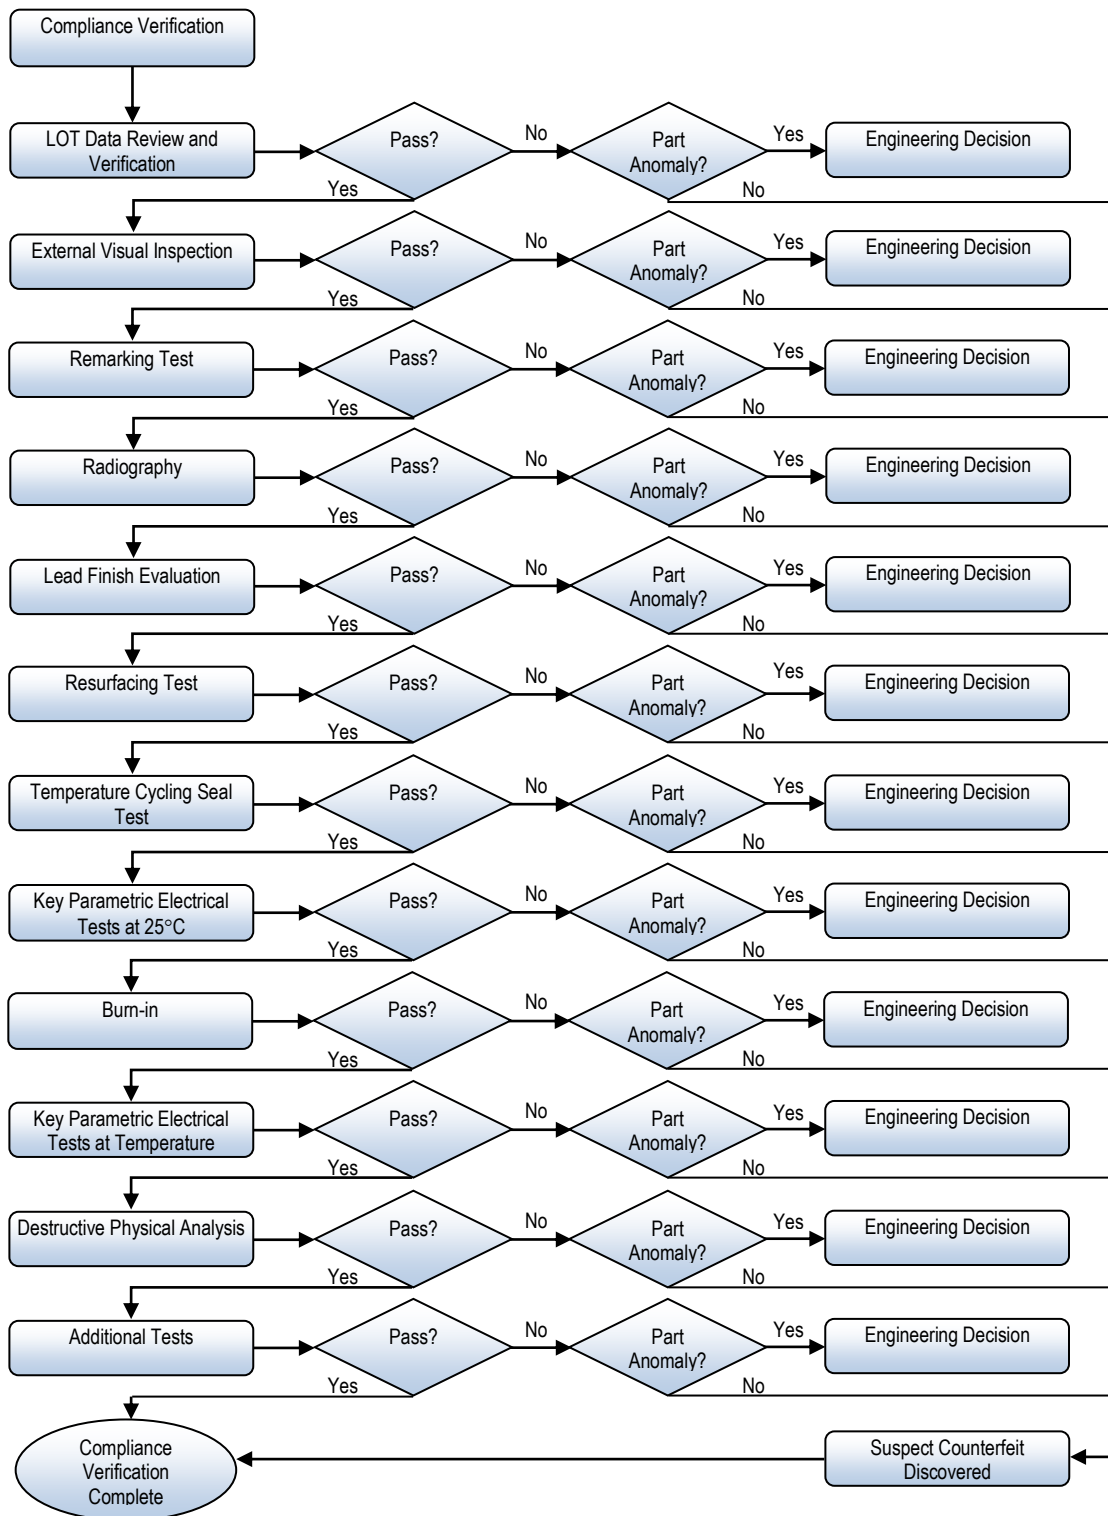 Compliance Verification
LOT Data Review and
Verification
Pass?
No
Part
Anomaly?
Yes
Engineering Decision
Yes
No
External Visual Inspection
Pass?
No
Part
Anomaly?
Yes
Engineering Decision
Yes
No
Remarking Test
Pass?
No
Part
Anomaly?
Yes
Engineering Decision
Yes
No
Radiography
Pass?
No
Part
Anomaly?
Yes
Engineering Decision
Yes
No
Lead Finish Evaluation
Pass?
No
Part
Anomaly?
Yes
Engineering Decision
Yes
No
Resurfacing Test
Pass?
No
Part
Anomaly?
Yes
Engineering Decision
Yes
No
Temperature Cycling Seal
Test
Pass?
No
Part
Anomaly?
Yes
Engineering Decision
Yes
No
Key Parametric Electrical
Tests at 25°C
Pass?
No
Part
Anomaly?
Yes
Engineering Decision
Yes
No
Burn-in
Pass?
No
Part
Anomaly?
Yes
Engineering Decision
Yes
No
Key Parametric Electrical
Tests at Temperature
Pass?
No
Part
Anomaly?
Yes
Engineering Decision
Yes
No
Destructive Physical Analysis
Pass?
No
Part
Anomaly?
Yes
Engineering Decision
Yes
No
Additional Tests
Pass?
No
Part
Anomaly?
Yes
Engineering Decision
Yes
No
Compliance
Verification
Complete
Suspect Counterfeit
Discovered